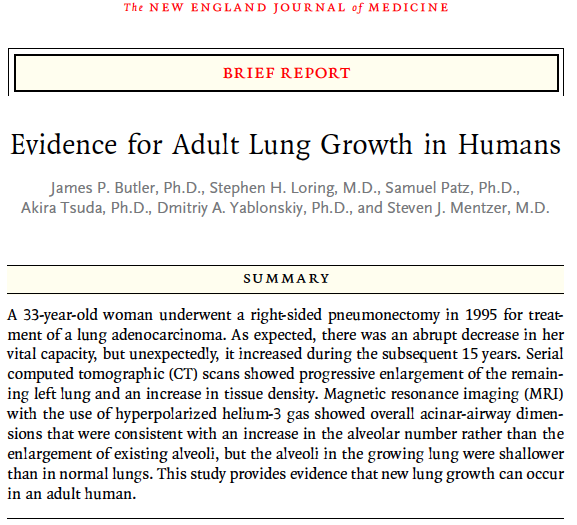 The NEW ENGLAND JOURNAL of MEDICINE
BRIEF REPORT
Evidence for Adult Lung Growth in Humans
James P. Butler, Ph.D., Stephen H. Loring, M.D., Samuel Patz, Ph.D.,
Akira Tsuda, Ph.D., Dmitriy A. Yablonskiy, Ph.D., and Steven J. Mentzer, M.D.
SUMMARY
A 33-year-old woman underwent a right-sided pneumonectomy in 1995 for treat-
ment of a lung adenocarcinoma. As expected, there was an abrupt decrease in her
vital capacity, but unexpectedly, it increased during the subsequent 15 years. Serial
computed tomographic (CT) scans showed progressive enlargement of the remain-
ing left lung and an increase in tissue density. Magnetic resonance imaging (MRI)
with the use of hyperpolarized helium-3 gas showed overall acinar-airway dimen-
sions that were consistent with an increase in the alveolar number rather than the
enlargement of existing alveoli, but the alveoli in the growing lung were shallower
than in normal lungs. This study provides evidence that new lung growth can occur
in an adult human.